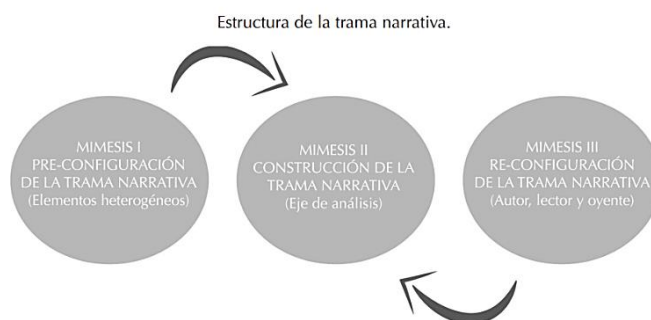 Estructura de la trama narrativa.
MIMESIS I
PRE-CONFIGURACIÓN
DE LA TRAMA NARRATIVA
(Elementos heterogéneos)
MIMESIS II
CONSTRUCCIÓN DE LA
TRAMA NARRATIVA
(Eje de análisis)
MIMESIS III
RE-CONFIGURACIÓN
DE LA TRAMA NARRATIVA
(Autor, lector y oyente)